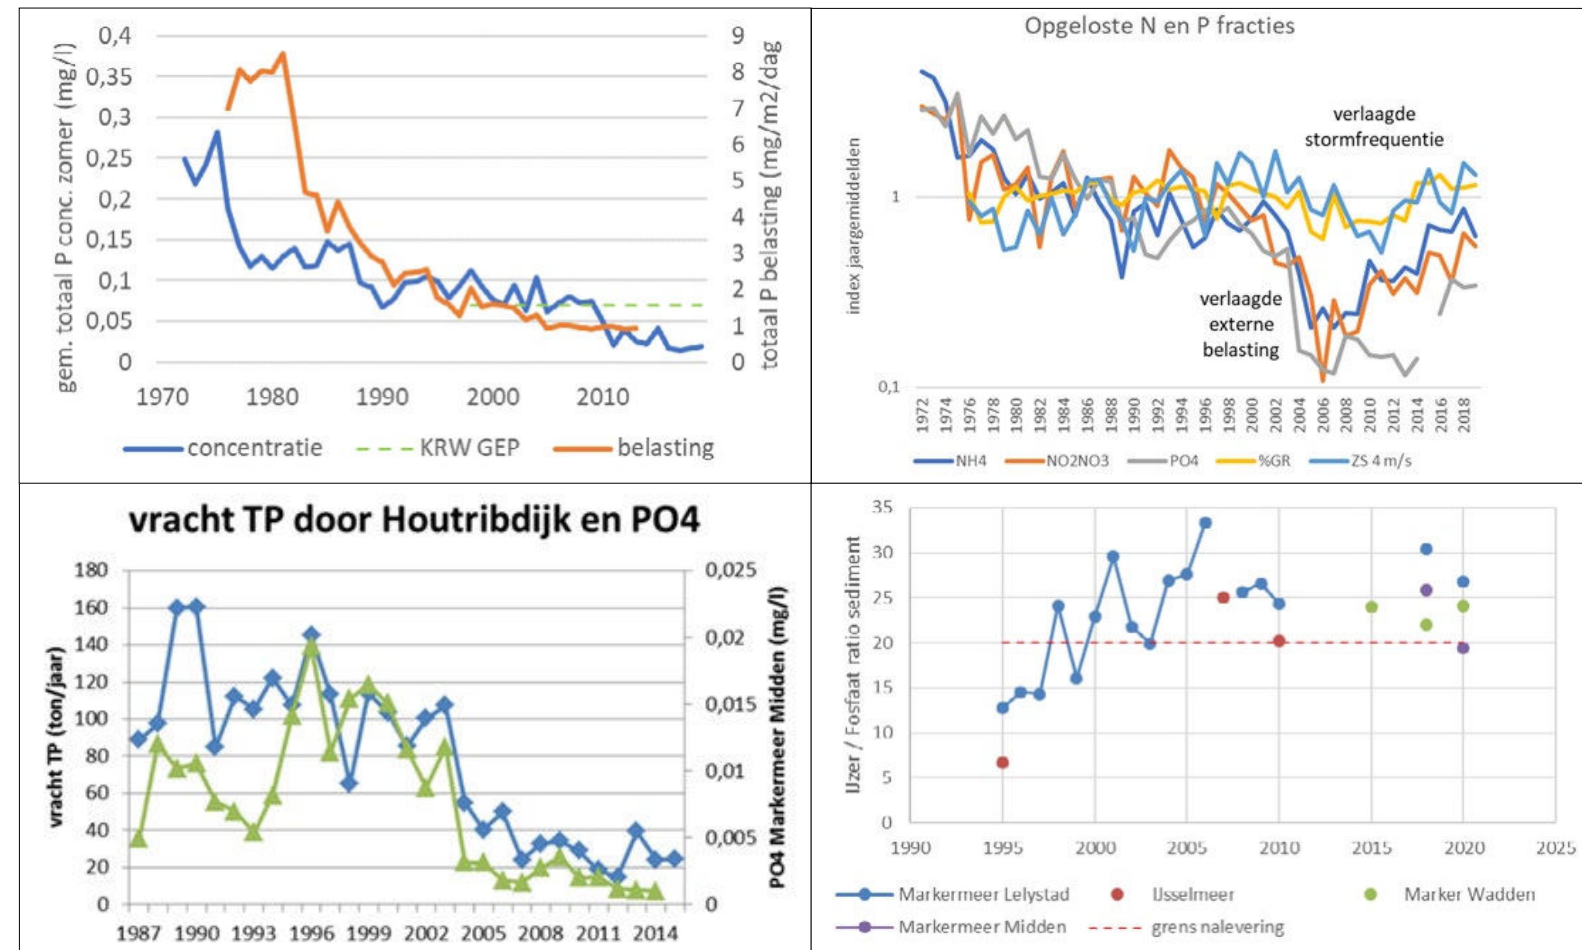 gem. totaal P conc. zomer (mg/l)
0,4
0,35
0,3
0,25
0,2
0,15
0,1
0,05
0
9
8
7
6
5
4
3
2
1
0
totaal P belasting (mg/m2/dag
1970 1980 1990 2000 2010
concentratie KRW GEP belasting
Opgeloste N en P fracties
index jaargemiddelden
1
0,1
verlaagde
stormfrequentie
verlaagde
externe
belasting
1972 1974 1976 1978 1980 1982 1984 1986 1988 1990 1992 1994 1996 1998 2000 2002 2004 2006 2008 2010 2012 2014 2016 2018
NH4 NO2NO3 PO4 %GR ZS 4 m/s
vracht TP door Houtribdijk en PO4
vracht TP (ton/jaar)
180
160
140
120
100
80
60
40
20
0
0,025
0,02
0,015
0,01
0,005
0
PO4 Markermeer Midden (mg/l)
1987 1990 1993 1996 1999 2002 2005 2008 2011 2014
IJzer / Fosfaat ratio sediment
35
30
25
20
15
10
5
0
1990 1995 2000 2005 2010 2015 2020 2025
Markermeer Lelystad IJsselmeer Marker Wadden
Markermeer Midden grens nalevering